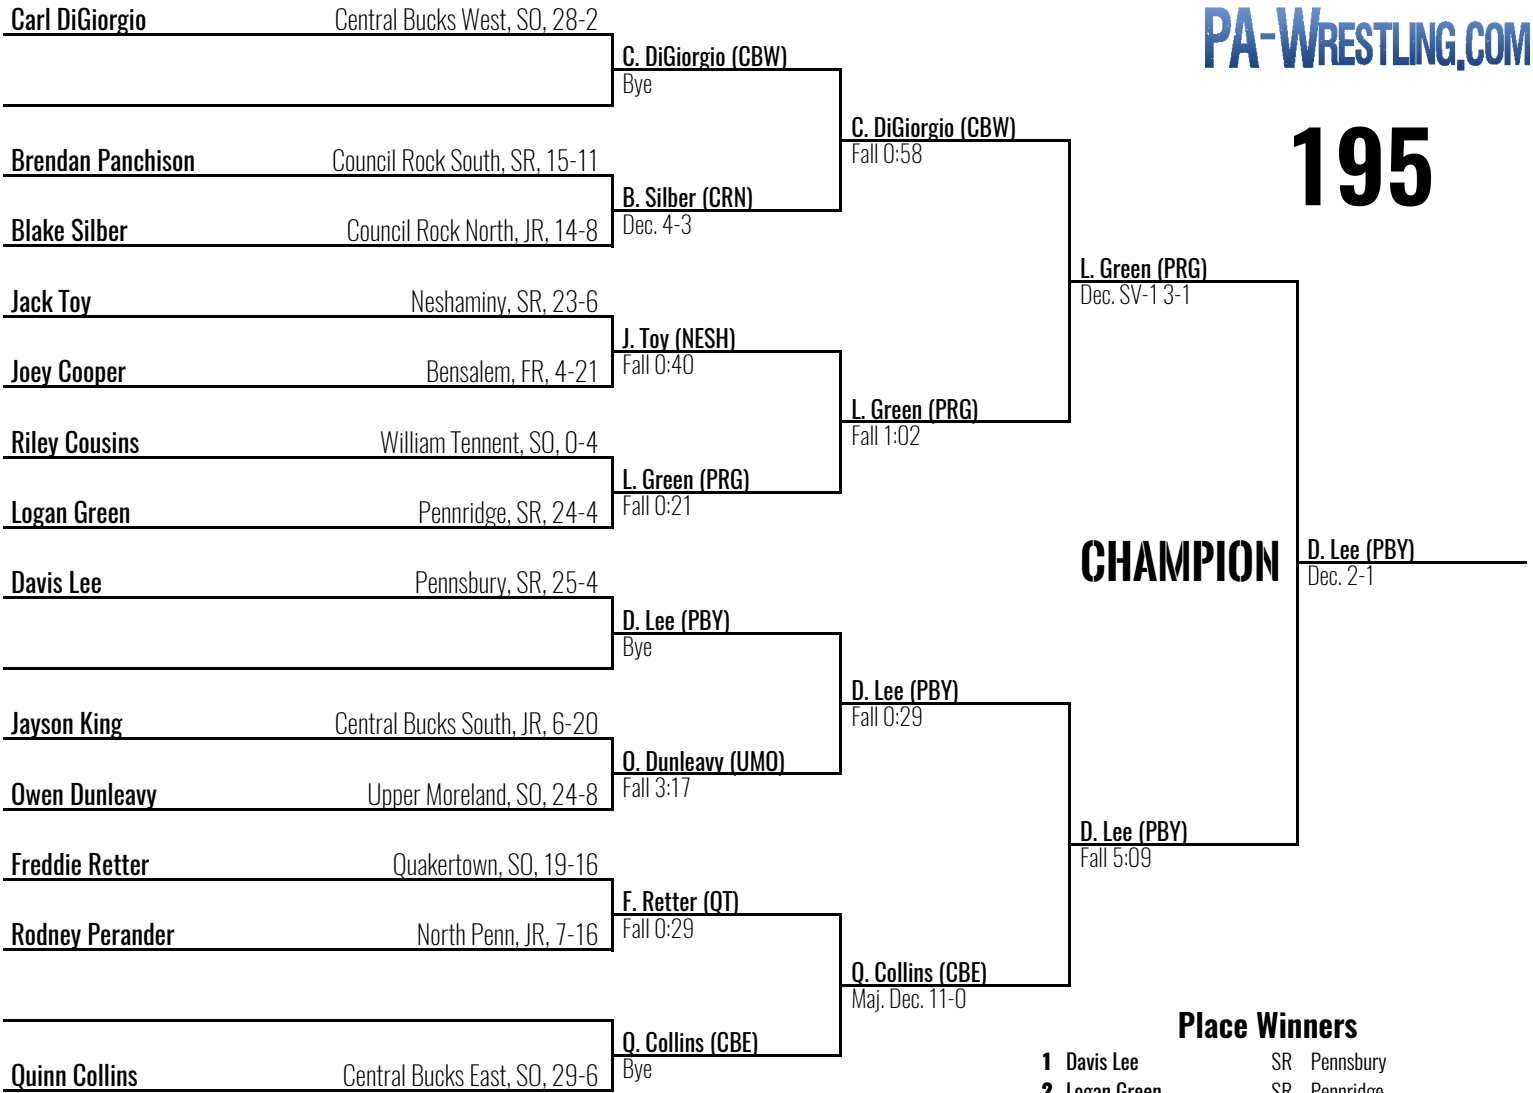 PA-WRESTLING.COM
195
Carl DiGiorgio Central Bucks West, SO, 28-2
C. DiGiorgio (CBW)
Bye
C. DiGiorgio (CBW)
Fall 0:58
Brendan Panchison Council Rock South, SR, 15-11
B. Silber (CRN)
Dec. 4-3
Blake Silber Council Rock North, JR, 14-8
L. Green (PRG)
Dec. SV-1 3-1
Jack Toy Neshaminy, SR, 23-6
J. Toy (NESH)
Fall 0:40
Joey Cooper Bensalem, FR, 4-21
L. Green (PRG)
Fall 1:02
Riley Cousins William Tennent, SO, 0-4
L. Green (PRG)
Fall 0:21
Logan Green Pennridge, SR, 24-4
CHAMPION
D. Lee (PBY)
Dec. 2-1
Davis Lee Pennsbury, SR, 25-4
D. Lee (PBY)
Bye
D. Lee (PBY)
Fall 0:29
Jayson King Central Bucks South, JR, 6-20
O. Dunleavy (UMO)
Fall 3:17
Owen Dunleavy Upper Moreland, SO, 24-8
D. Lee (PBY)
Fall 5:09
Freddie Retter Quakertown, SO, 19-16
F. Retter (QT)
Fall 0:29
Rodney Perander North Penn, JR, 7-16
Q. Collins (CBE)
Maj. Dec. 11-0
Q. Collins (CBE)
Bye
Quinn Collins Central Bucks East, SO, 29-6
Place Winners
1 Davis Lee SR Pennsbury
2 Logan Green SR Pennridge